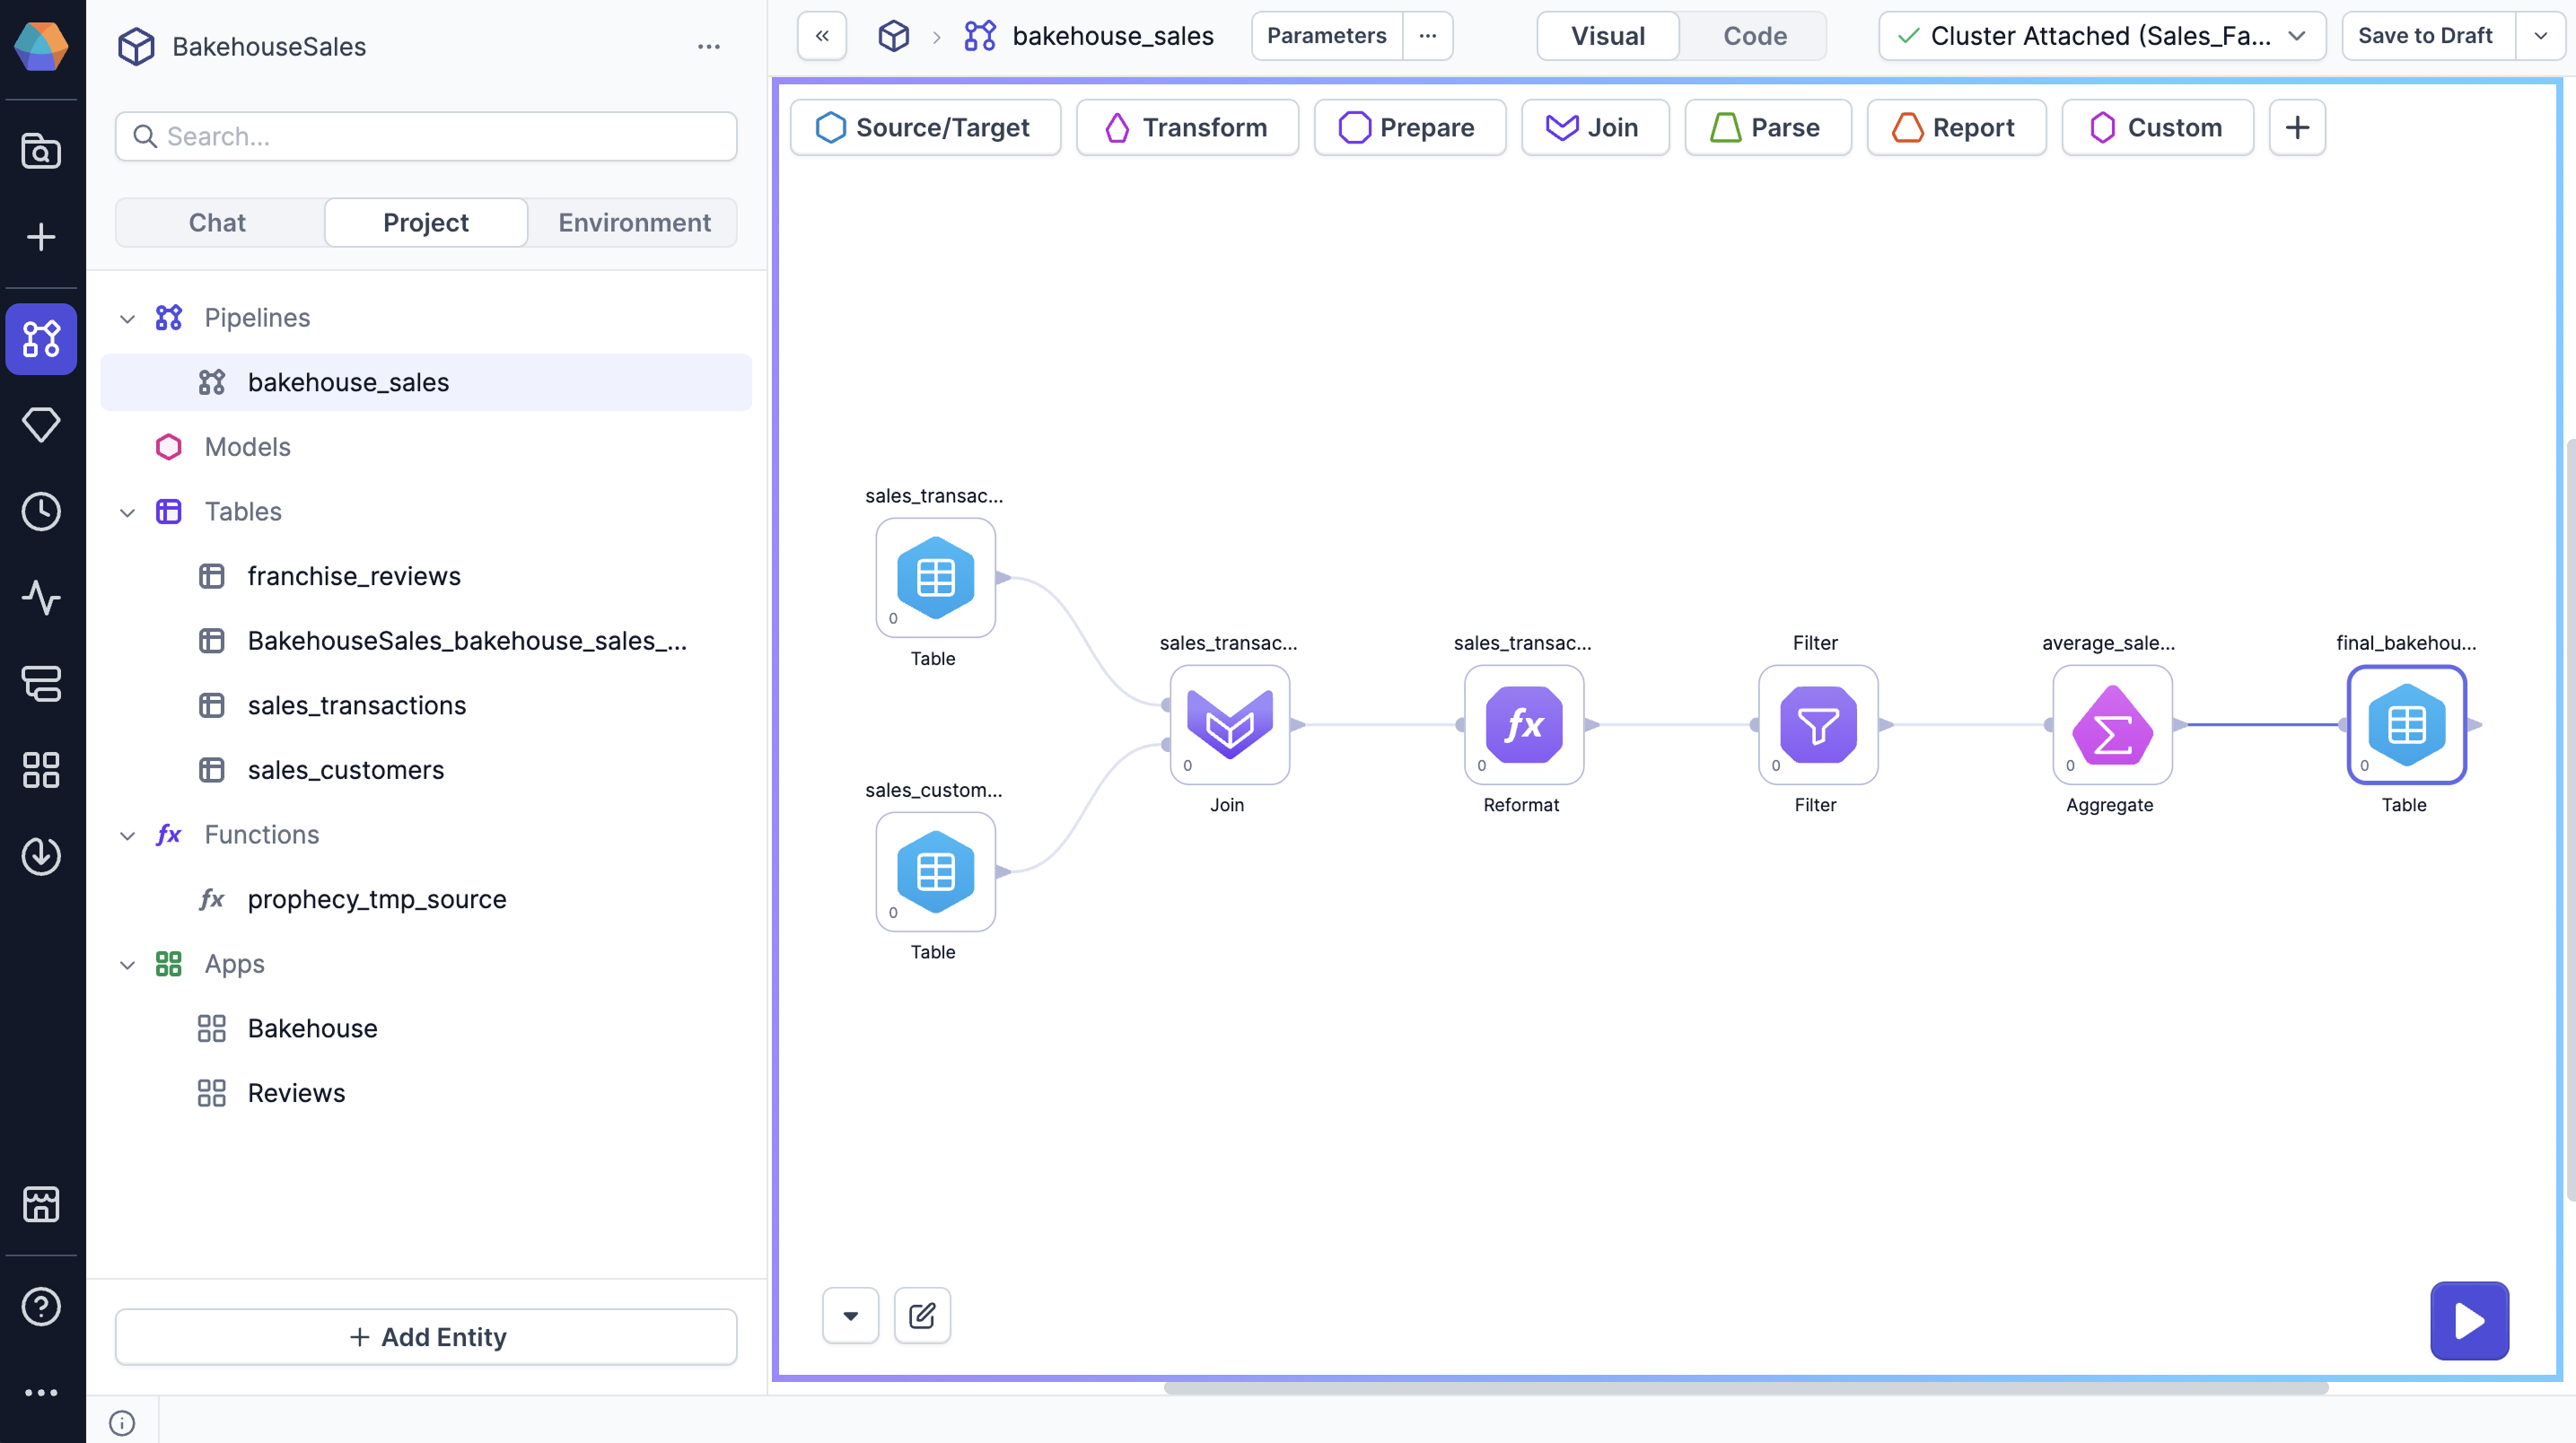 BakehouseSales
Search...
Chat
Project
Environment
Pipelines
bakehouse_sales
Models
Tables
franchise_reviews
BakehouseSales_bakehouse_sales_...
sales_transactions
sales_customers
Functions
prophecy_tmp_source
Apps
Bakehouse
Reviews
Add Entity
bakehouse_sales
Parameters
Visual
Code
Cluster Attached (Sales_Fa...
Save to Draft
Source/Target
Transform
Prepare
Join
Parse
Report
Custom
sales_transac...
0
Table
sales_custom...
0
Table
sales_transac...
0
Join
sales_transac...
fx
0
Reformat
Filter
0
Filter
average_sale...
0
Aggregate
final_bakehou...
0
Table